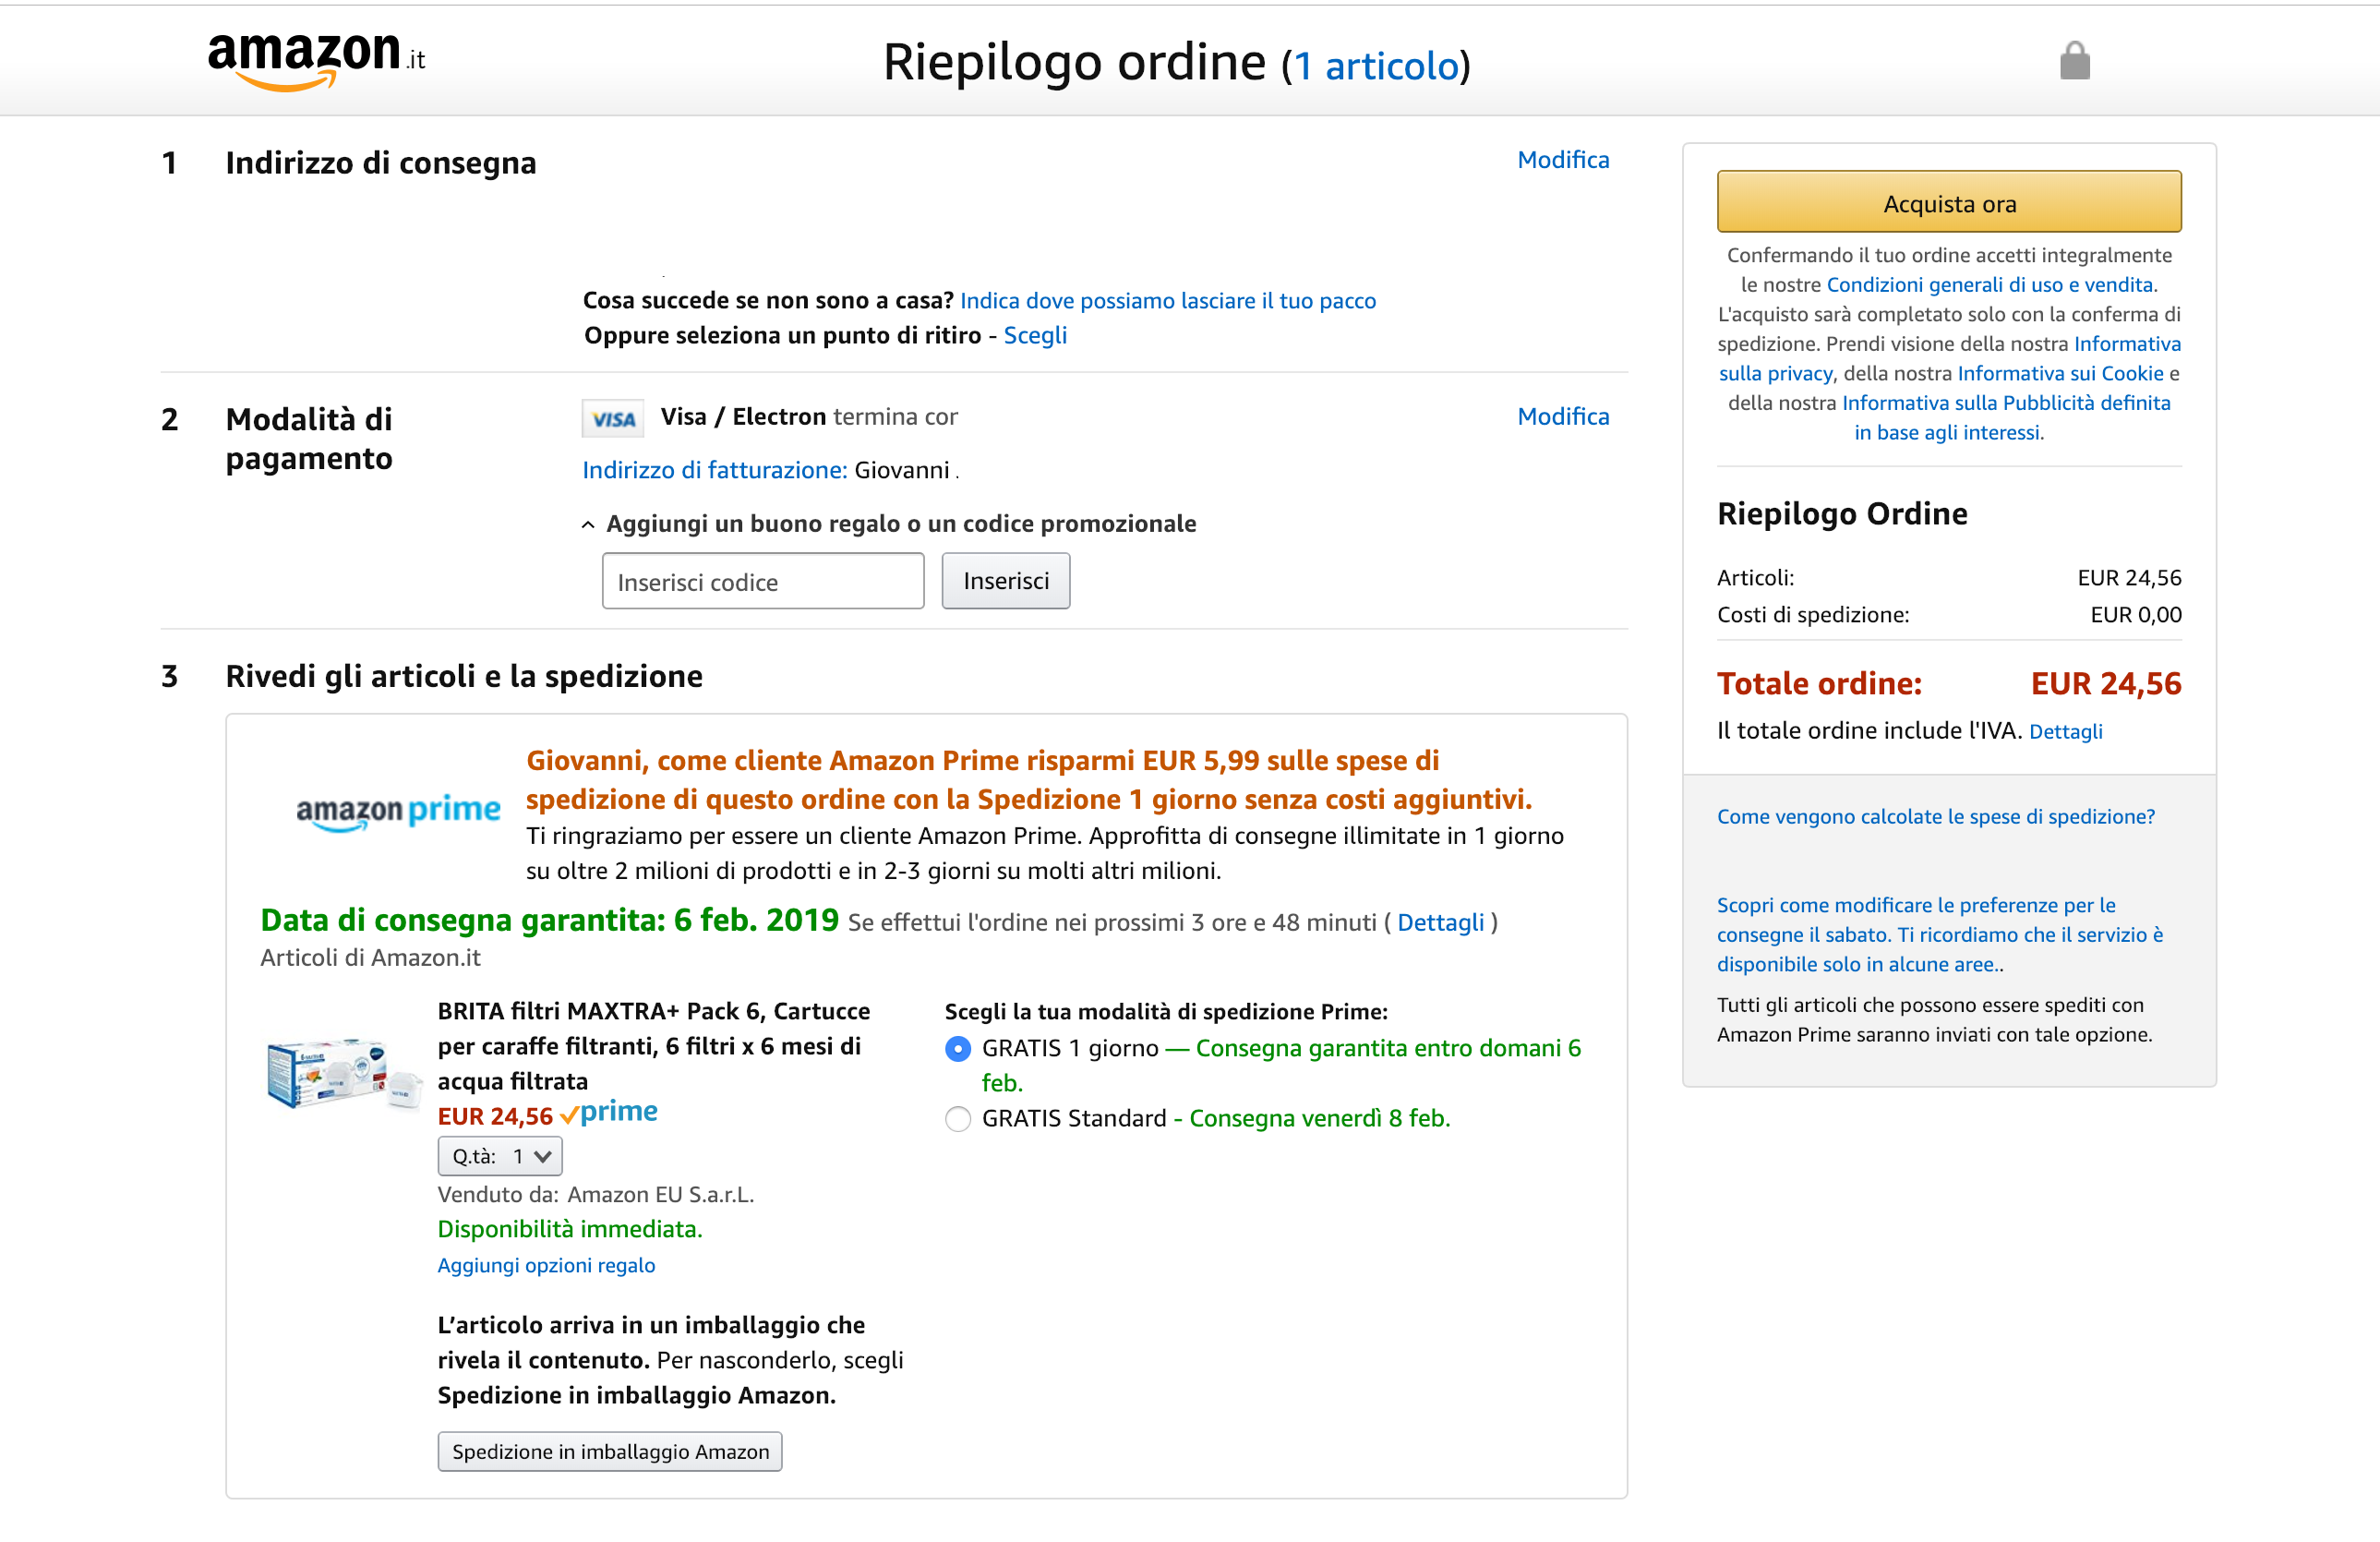 amazon.it
Riepilogo ordine (1 articolo)
1 Indirizzo di consegna
Modifica
Cosa succede se non sono a casa? Indica dove possiamo lasciare il tuo pacco
Oppure seleziona un punto di ritiro - Scegli
2 Modalità di
pagamento
VISA Visa / Electron termina cor
Modifica
Indirizzo di fatturazione: Giovanni .
Aggiungi un buono regalo o un codice promozionale
Inserisci codice
Inserisci
3 Rivedi gli articoli e la spedizione
amazon prime
Giovanni, come cliente Amazon Prime risparmi EUR 5,99 sulle spese di
spedizione di questo ordine con la Spedizione 1 giorno senza costi aggiuntivi.
Ti ringraziamo per essere un cliente Amazon Prime. Approfitta di consegne illimitate in 1 giorno
su oltre 2 milioni di prodotti e in 2-3 giorni su molti altri milioni.
Data di consegna garantita: 6 feb. 2019 Se effettui l'ordine nei prossimi 3 ore e 48 minuti ( Dettagli )
Articoli di Amazon.it
BRITA filtri MAXTRA+ Pack 6, Cartucce
per caraffe filtranti, 6 filtri x 6 mesi di
acqua filtrata
EUR 24,56 prime
Q.tà: 1
Venduto da: Amazon EU S.a.r.L.
Disponibilità immediata.
Aggiungi opzioni regalo
L'articolo arriva in un imballaggio che
rivela il contenuto. Per nasconderlo, scegli
Spedizione in imballaggio Amazon.
Spedizione in imballaggio Amazon
Scegli la tua modalità di spedizione Prime:
GRATIS 1 giorno — Consegna garantita entro domani 6
feb.
GRATIS Standard - Consegna venerdì 8 feb.
Acquista ora
Confermando il tuo ordine accetti integralmente
le nostre Condizioni generali di uso e vendita.
L'acquisto sarà completato solo con la conferma di
spedizione. Prendi visione della nostra Informativa
sulla privacy, della nostra Informativa sui Cookie e
della nostra Informativa sulla Pubblicità definita
in base agli interessi.
Riepilogo Ordine
Articoli: EUR 24,56
Costi di spedizione: EUR 0,00
Totale ordine: EUR 24,56
Il totale ordine include l'IVA. Dettagli
Come vengono calcolate le spese di spedizione?
Scopri come modificare le preferenze per le
consegne il sabato. Ti ricordiamo che il servizio è
disponibile solo in alcune aree..
Tutti gli articoli che possono essere spediti con
Amazon Prime saranno inviati con tale opzione.